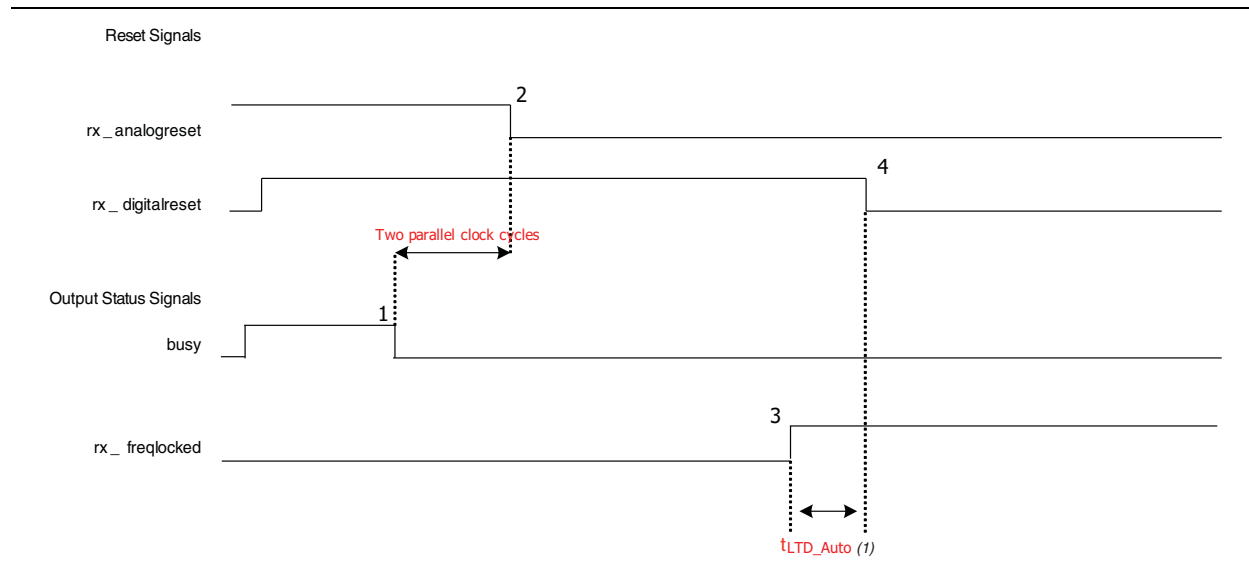 Reset Signals
2
rx _ analogreset
4
rx _ digitalreset
Two parallel clock cycles
Output Status Signals
1
busy
3
rx _ freqlocked
tLTD_Auto (1)